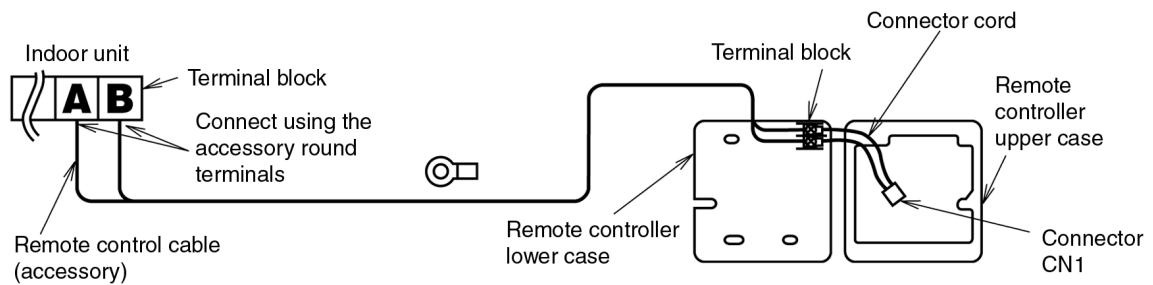 Indoor unit
A B
Terminal block
Connect using the
accessory round
terminals
Remote control cable
(accessory)
Connector cord
Terminal block
Remote
controller
upper case
Remote controller
lower case
Connector
CN1